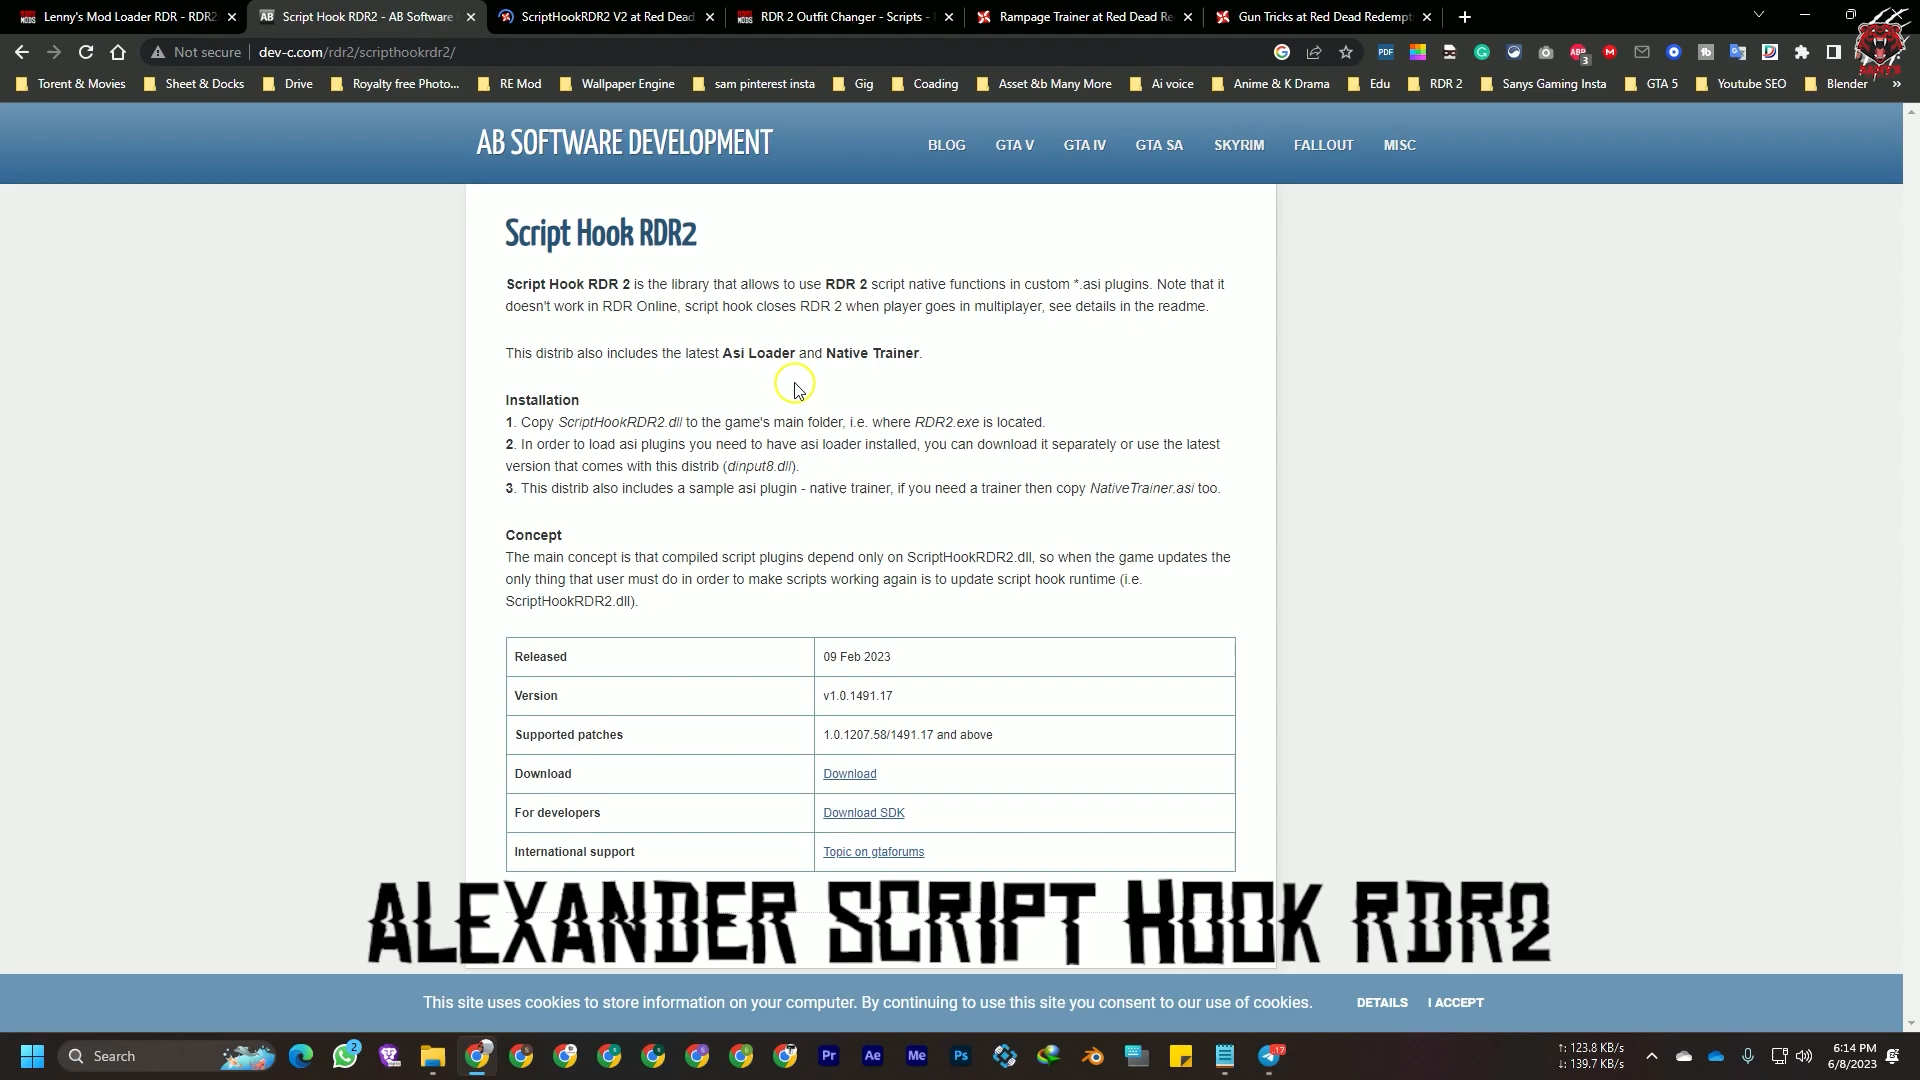 Lenny's Mod Loader RDR - RDR2
Script Hook RDR2 - AB Software
ScriptHookRDR2 V2 at Red Dead
RDR 2 Outfit Changer - Scripts -
Rampage Trainer at Red Dead Re
Gun Tricks at Red Dead Redempt
Not secure
dev-c.com/rdr2/scripthookrdr2/
Torent & Movies
Sheet & Docks
Drive
Royalty free Photo...
RE Mod
Wallpaper Engine
sam pinterest insta
Gig
Coading
Asset &b Many More
Ai voice
Anime & K Drama
Edu
RDR 2
Sanys Gaming Insta
GTA 5
Youtube SEO
Blender
»
AB SOFTWARE DEVELOPMENT
BLOG GTA V GTA IV GTA SA SKYRIM FALLOUT MISC
Script Hook RDR2
Script Hook RDR 2 is the library that allows to use RDR 2 script native functions in custom *.asi plugins. Note that it
doesn't work in RDR Online, script hook closes RDR 2 when player goes in multiplayer, see details in the readme.
This distrib also includes the latest Asi Loader and Native Trainer.
Installation
1. Copy ScriptHookRDR2.dll to the game's main folder, i.e. where RDR2.exe is located.
2. In order to load asi plugins you need to have asi loader installed, you can download it separately or use the latest
version that comes with this distrib (dinput8.dll).
3. This distrib also includes a sample asi plugin - native trainer, if you need a trainer then copy NativeTrainer.asi too.
Concept
The main concept is that compiled script plugins depend only on ScriptHookRDR2.dll, so when the game updates the
only thing that user must do in order to make scripts working again is to update script hook runtime (i.e.
ScriptHookRDR2.dll).
Released 09 Feb 2023
Version v1.0.1491.17
Supported patches 1.0.1207.58/1491.17 and above
Download Download
For developers Download SDK
International support Topic on gtaforums
ALEXANDER SCRIPT HOOK RDR2
This site uses cookies to store information on your computer. By continuing to use this site you consent to our use of cookies. DETAILS I ACCEPT
Search
2
Pr
Ae
Me
Ps
17
↑: 123.8 KB/s
↓: 139.7 KB/s
6:14 PM
6/8/2023